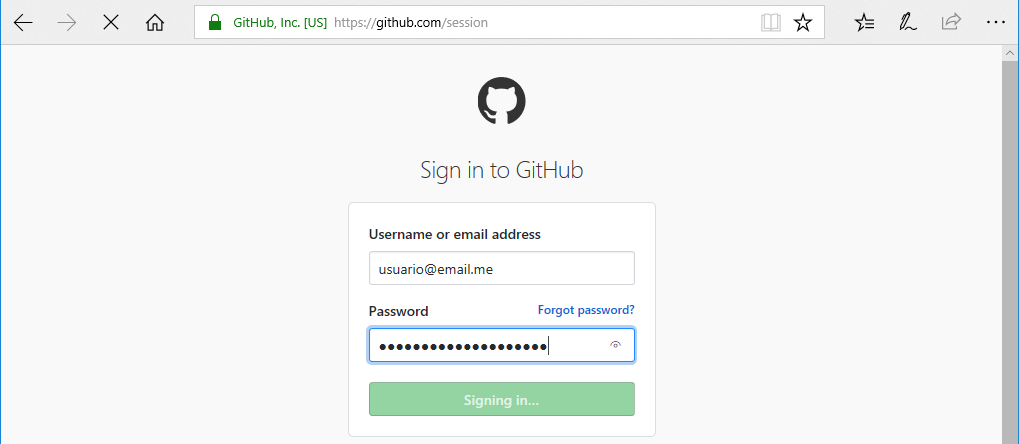 GitHub, Inc. [US] https://github.com/session
Sign in to GitHub
Username or email address
usuario@email.me
Password Forgot password?
••••••••••••••••••••
Signing in...